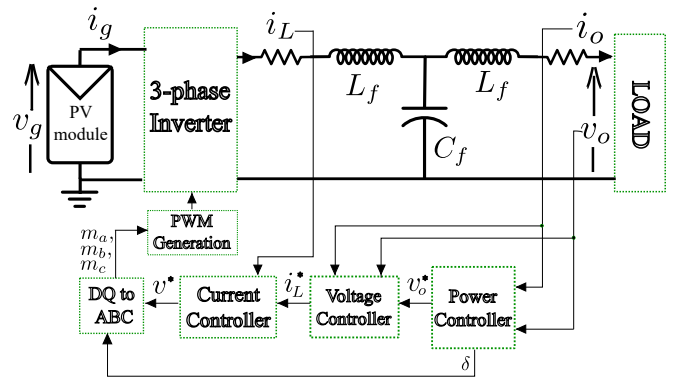 i_g
i_L
i_o
L_f
L_f
C_f
v_g
PV
module
3-phase
Inverter
v_o
LOAD
PWM
Generation
m_a,
m_b,
m_c
DQ to
ABC
v*
Current
Controller
i_L*
Voltage
Controller
v_o*
Power
Controller
δ